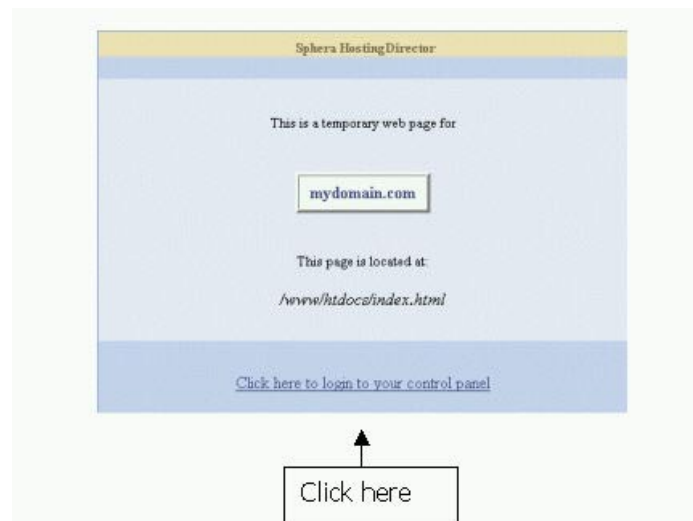 Sphera HostingDirector
This is a temporary web page for
mydomain.com
This page is located at:
/www/htdocs/index.html
Click here to login to your control panel
Click here